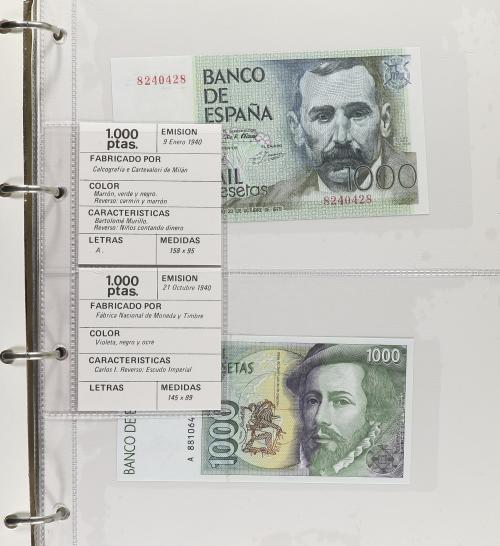 8240428
BANCO
DE
ESPAÑA
MIL
pesetas
1000
8240428
1.000
ptas.
EMISION
9 Enero 1940
FABRICADO POR
Calcografía e Cartevalori de Milán
COLOR
Marrón, verde y negro.
Reverso: carmín y marrón
CARACTERISTICAS
Bartolomé Murillo.
Reverso: Niños contando dinero
LETRAS
MEDIDAS
A.
158 x 95
1.000
ptas.
EMISION
21 Octubre 1940
FABRICADO POR
Fabrica Nacional de Moneda y Timbre
COLOR
Violeta, negro y ocre
CARACTERISTICAS
Carlos I. Reverso: Escudo Imperial
LETRAS
MEDIDAS
145 x 89
ETAS
1000
1000
BANCO DE E
A 881064